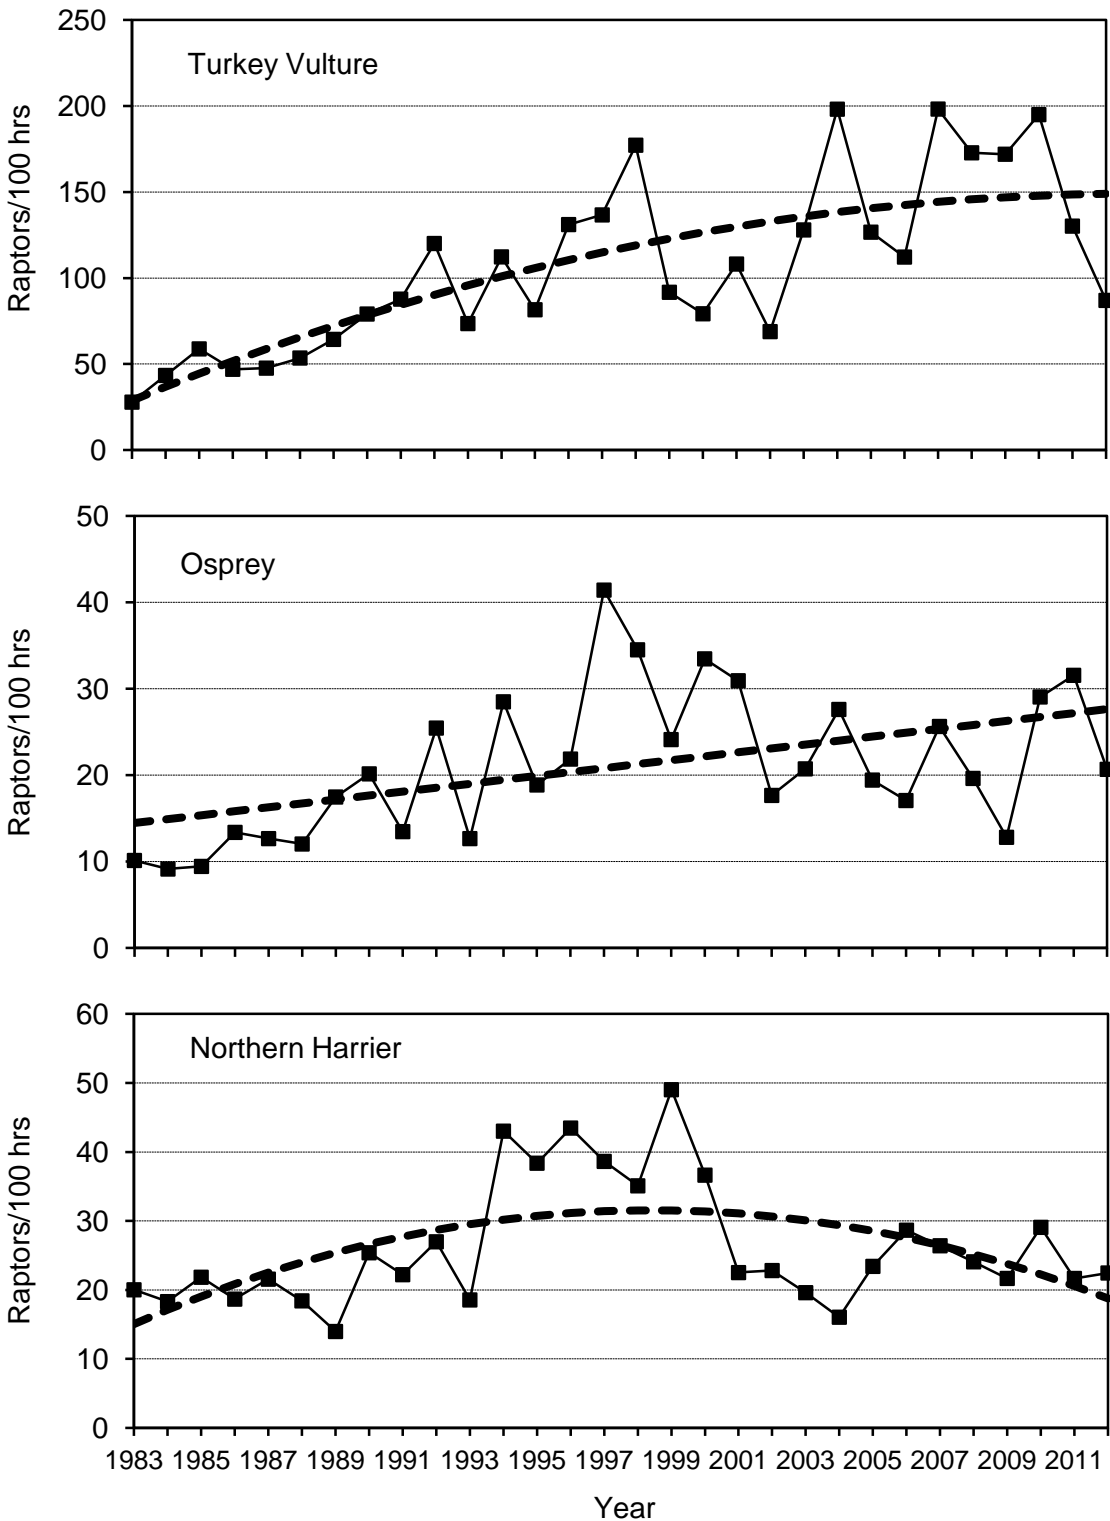 250
Turkey Vulture
200
150
100
50
0
Raptors/100 hrs
50
Osprey
40
30
20
10
0
Raptors/100 hrs
60
Northern Harrier
50
40
30
20
10
0
Raptors/100 hrs
1983 1985 1987 1989 1991 1993 1995 1997 1999 2001 2003 2005 2007 2009 2011
Year